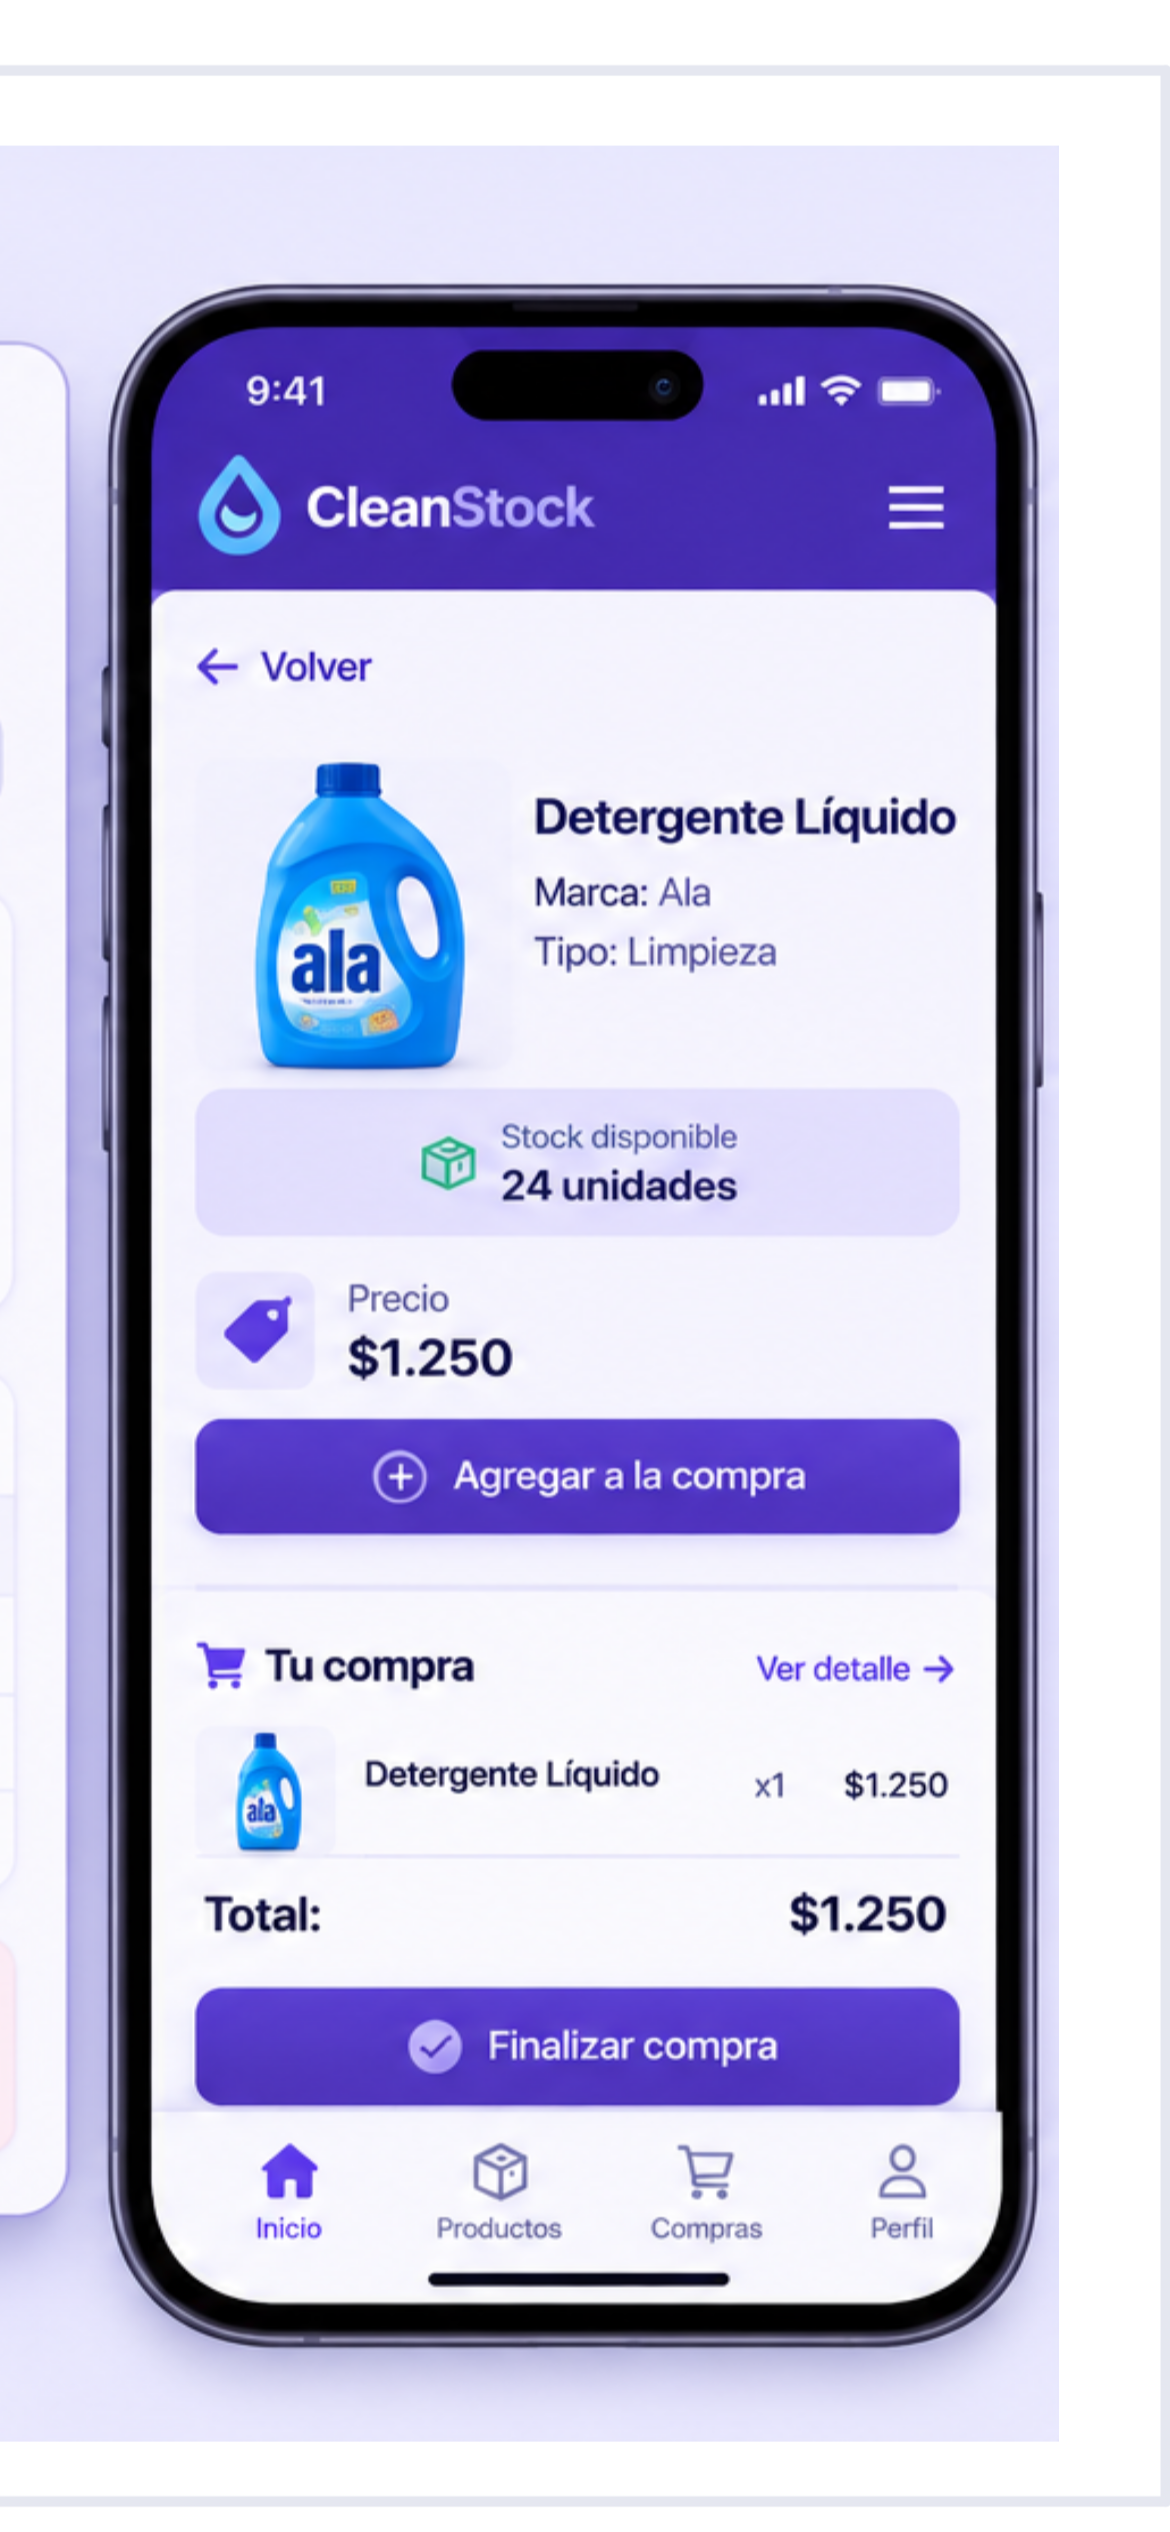 9:41
CleanStock
Volver
Detergente Líquido
Marca: Ala
Tipo: Limpieza
ala
Stock disponible
24 unidades
Precio
$1.250
Agregar a la compra
Tu compra
Ver detalle
ala
Detergente Líquido
x1
$1.250
Total:
$1.250
Finalizar compra
Inicio
Productos
Compras
Perfil